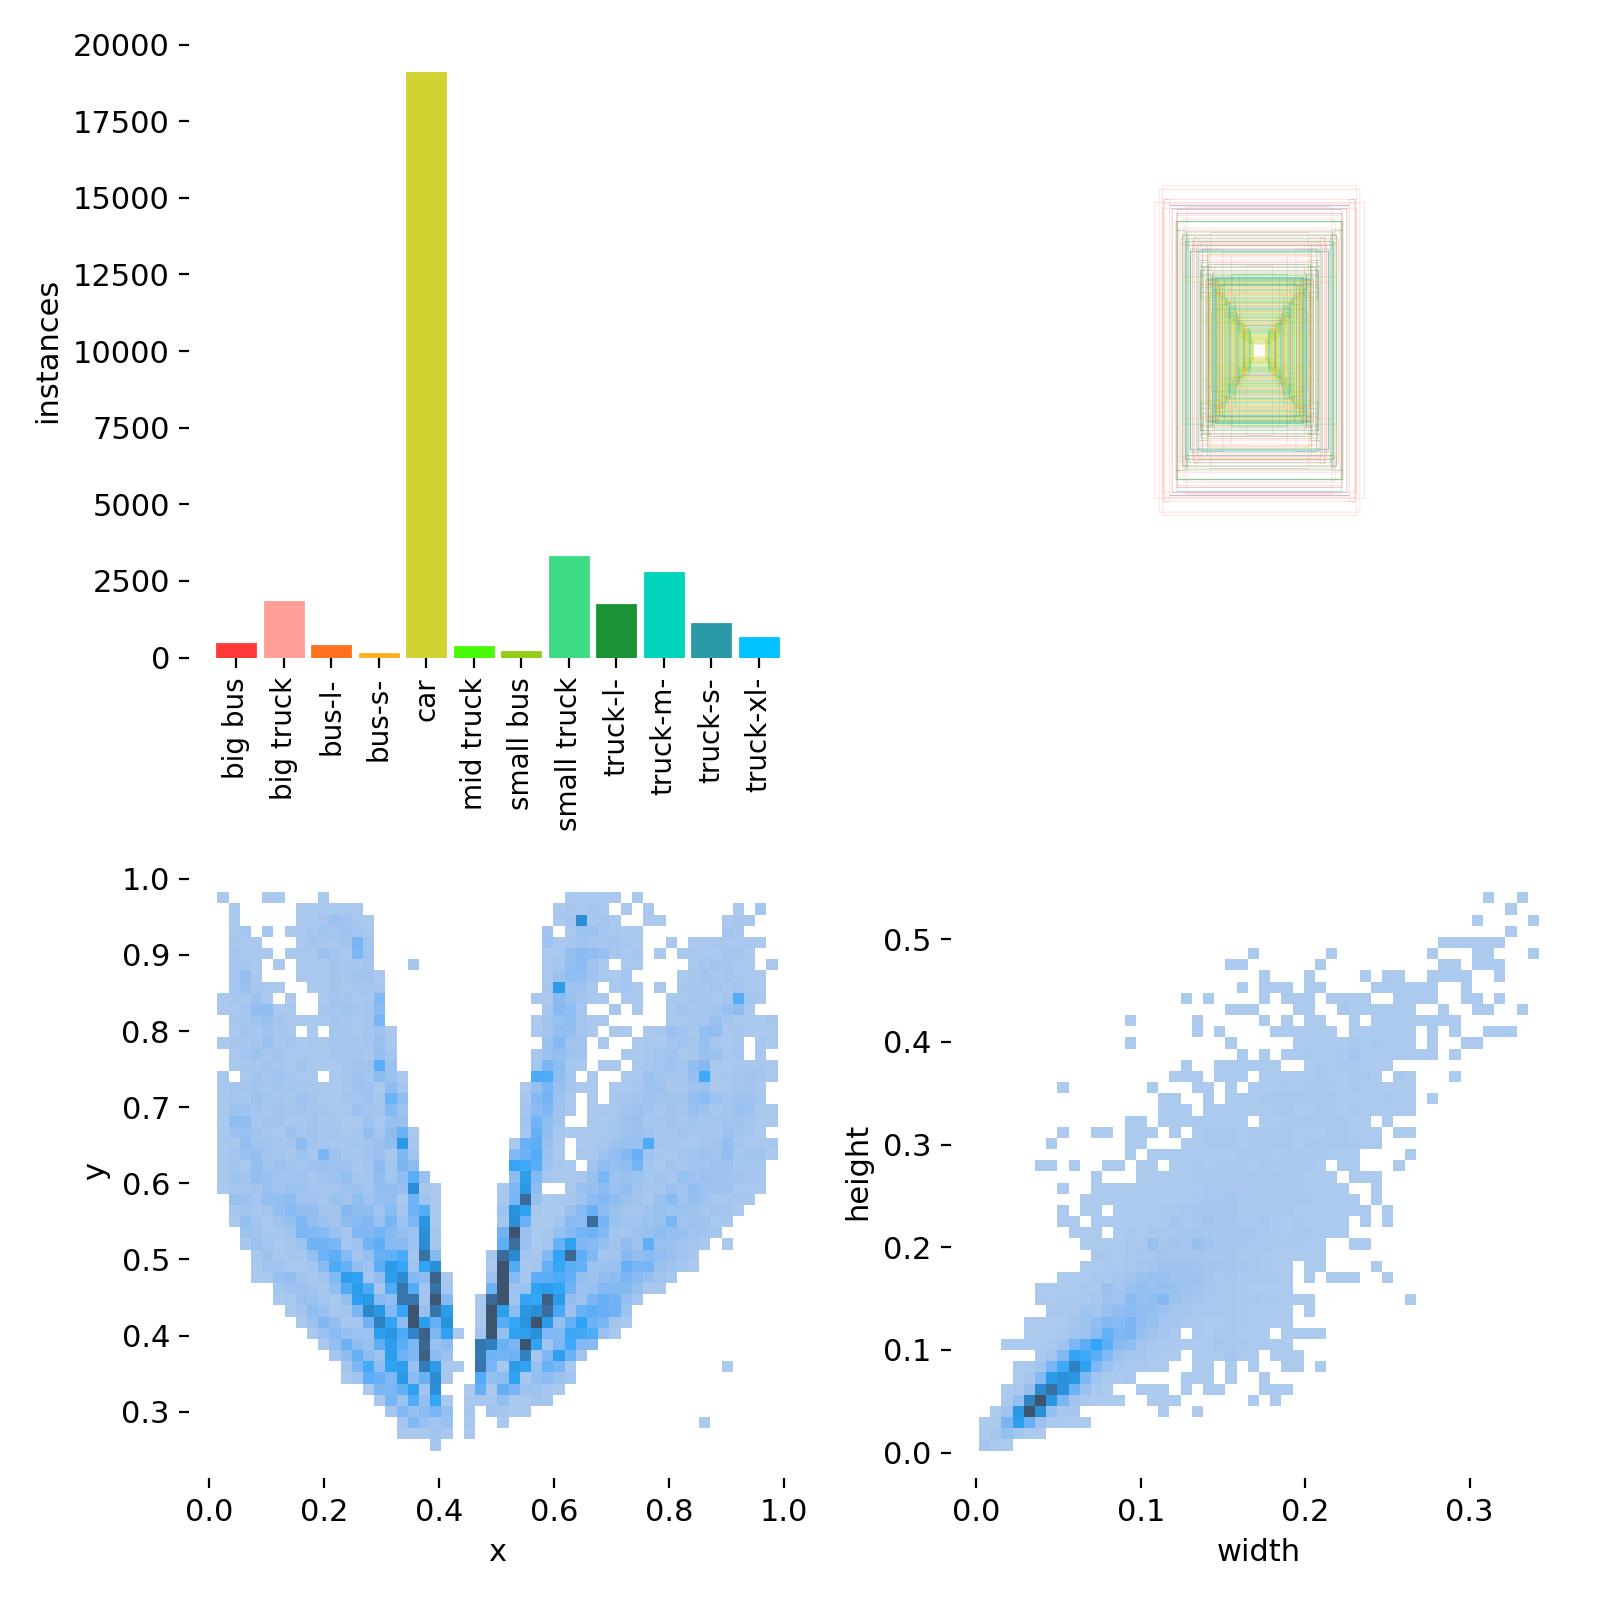 20000
17500
15000
12500
10000
7500
5000
2500
0
instances
big bus
big truck
bus-l-
bus-s-
car
mid truck
small bus
small truck
truck-l-
truck-m-
truck-s-
truck-xl-
1.0
0.9
0.8
0.7
0.6
0.5
0.4
0.3
y
0.0 0.2 0.4 0.6 0.8 1.0
x
0.5
0.4
0.3
0.2
0.1
0.0
height
0.0 0.1 0.2 0.3
width